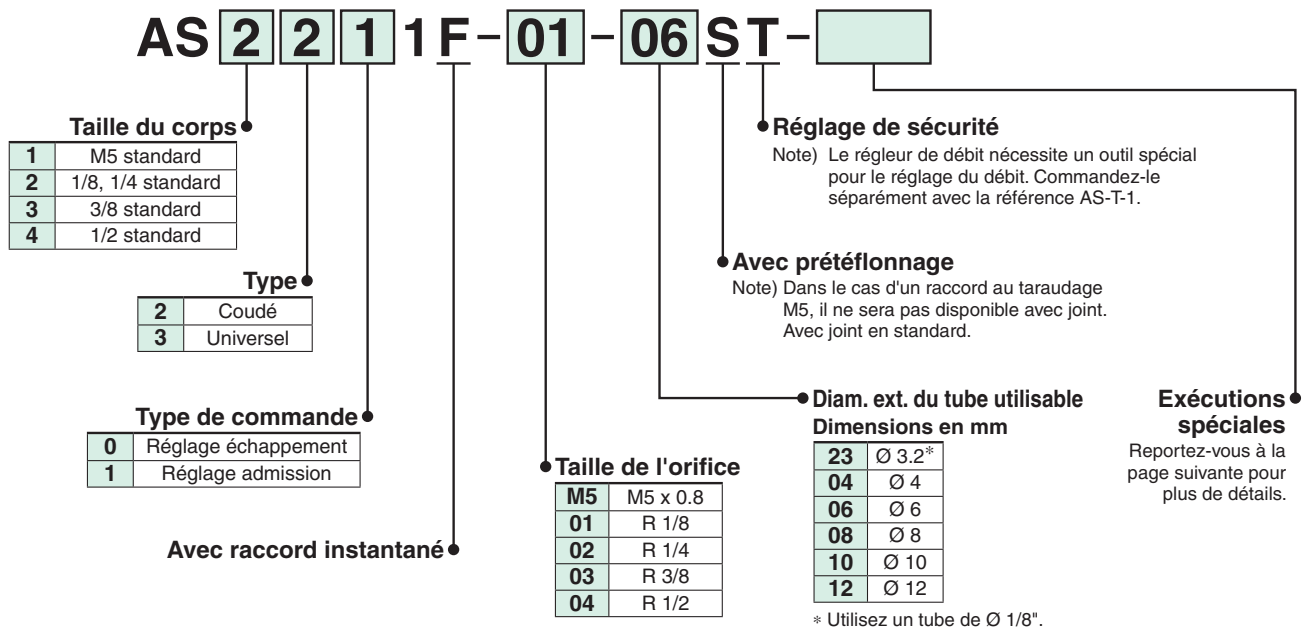 AS 2 2 1 1 F - 01 - 06 S T -
Taille du corps
1 M5 standard
2 1/8, 1/4 standard
3 3/8 standard
4 1/2 standard
Type
2 Coudé
3 Universel
Type de commande
0 Réglage échappement
1 Réglage admission
Avec raccord instantané
Taille de l'orifice
M5 M5 x 0.8
01 R 1/8
02 R 1/4
03 R 3/8
04 R 1/2
Réglage de sécurité
Note) Le régleur de débit nécessite un outil spécial
pour le réglage du débit. Commandez-le
séparément avec la référence AS-T-1.
Avec prétéflonnage
Note) Dans le cas d'un raccord au taraudage
M5, il ne sera pas disponible avec joint.
Avec joint en standard.
Diam. ext. du tube utilisable
Dimensions en mm
23 Ø 3.2*
04 Ø 4
06 Ø 6
08 Ø 8
10 Ø 10
12 Ø 12
* Utilisez un tube de Ø 1/8".
Exécutions
spéciales
Reportez-vous à la
page suivante pour
plus de détails.